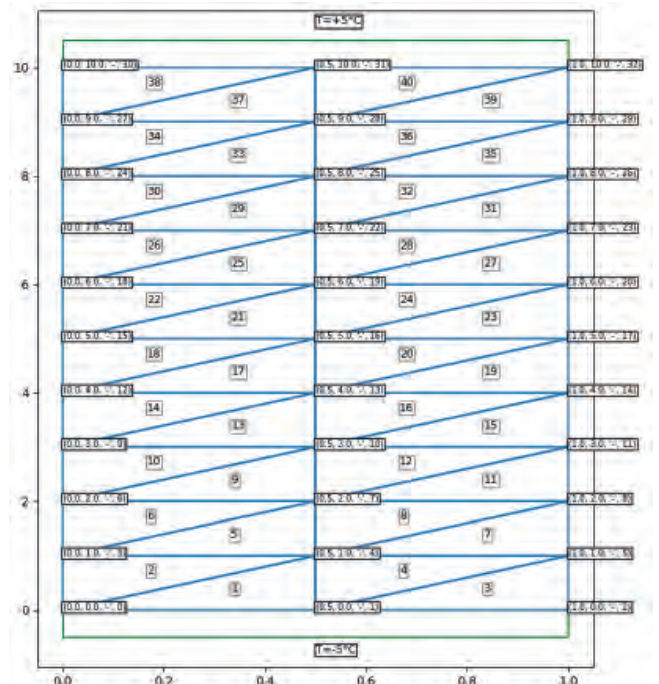 T=+5°C
10
(0.0, 10.0, '-', 30)
(0.5, 10.0, '-', 31)
(1.0, 10.0, '-', 32)
38
40
37
39
(0.0, 9.0, '-', 27)
(0.5, 9.0, '-', 28)
(1.0, 9.0, '-', 29)
34
36
33
35
8
(0.0, 8.0, '-', 24)
(0.5, 8.0, '-', 25)
(1.0, 8.0, '-', 26)
30
32
29
31
(0.0, 7.0, '-', 21)
(0.5, 7.0, '-', 22)
(1.0, 7.0, '-', 23)
26
28
25
27
6
(0.0, 6.0, '-', 18)
(0.5, 6.0, '-', 19)
(1.0, 6.0, '-', 20)
22
24
21
23
(0.0, 5.0, '-', 15)
(0.5, 5.0, '-', 16)
(1.0, 5.0, '-', 17)
18
20
17
19
4
(0.0, 4.0, '-', 12)
(0.5, 4.0, '-', 13)
(1.0, 4.0, '-', 14)
14
16
13
15
(0.0, 3.0, '-', 9)
(0.5, 3.0, '-', 10)
(1.0, 3.0, '-', 11)
10
12
9
11
2
(0.0, 2.0, '-', 6)
(0.5, 2.0, '-', 7)
(1.0, 2.0, '-', 8)
6
8
5
7
(0.0, 1.0, '-', 3)
(0.5, 1.0, '-', 4)
(1.0, 1.0, '-', 5)
2
4
1
3
0
(0.0, 0.0, '-', 0)
(0.5, 0.0, '-', 1)
(1.0, 0.0, '-', 2)
T=-5°C
0.0
0.2
0.4
0.6
0.8
1.0